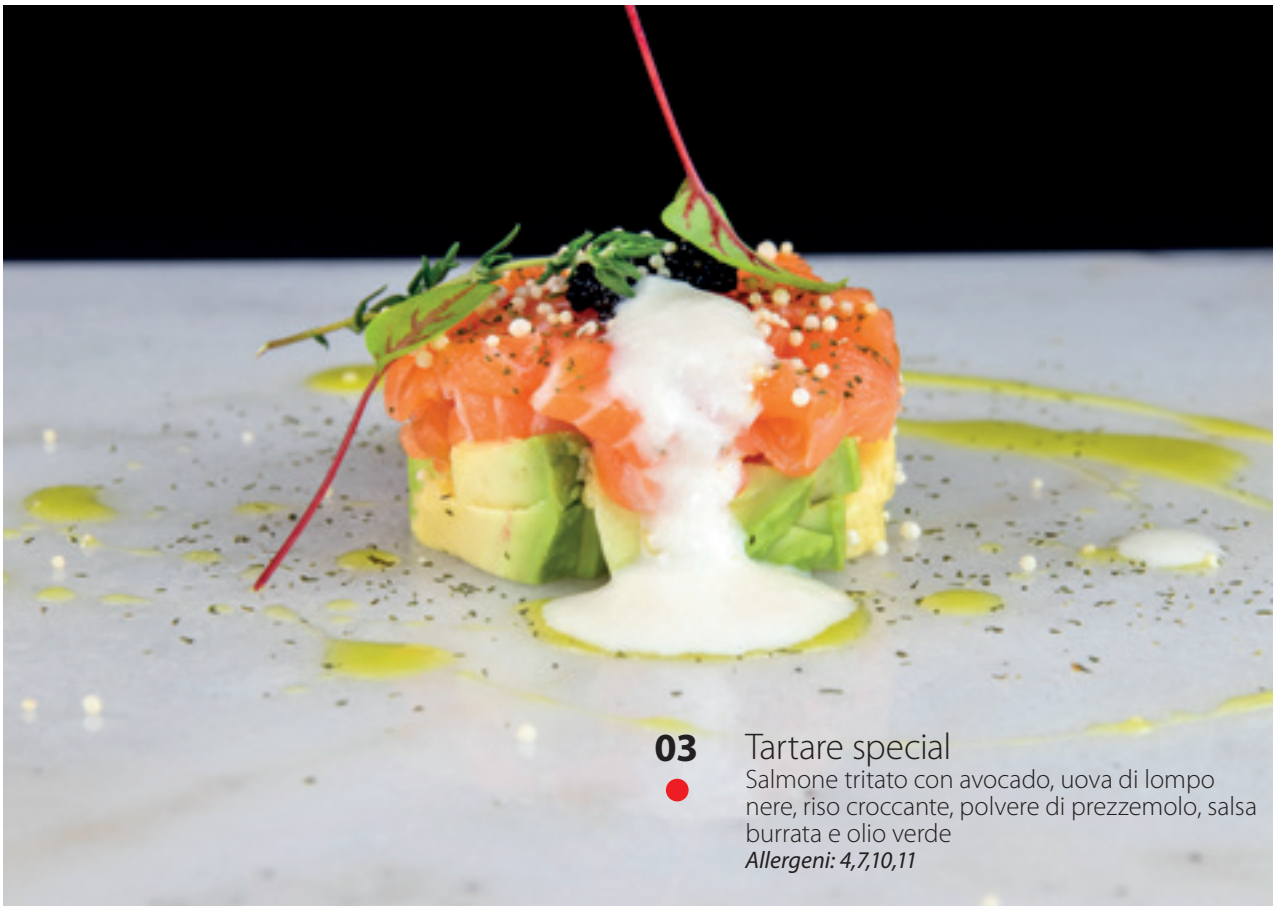 03
Tartare special
Salmone tritato con avocado, uova di lompo
nere, riso croccante, polvere di prezzemolo, salsa
burrata e olio verde
Allergeni: 4,7,10,11